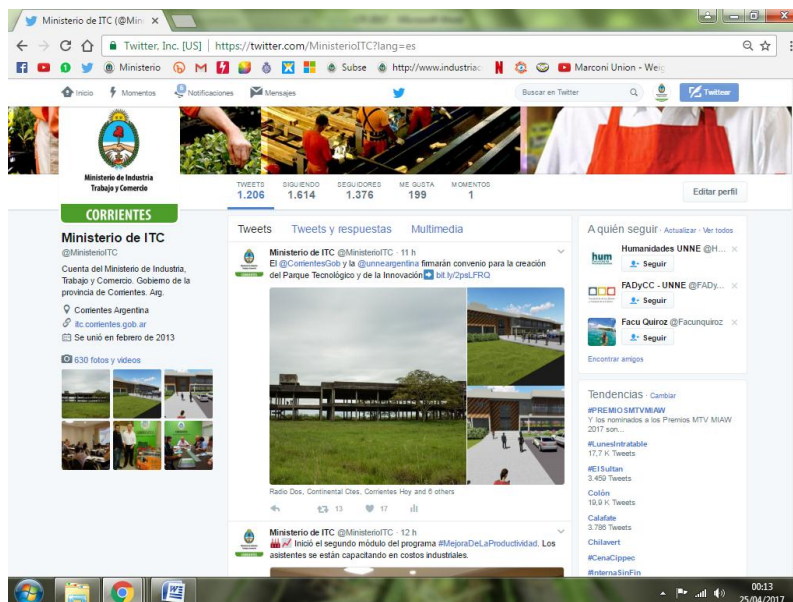 Ministerio de ITC (@Min
Twitter, Inc. [US] | https://twitter.com/MinisterioITC?lang=es
Ministerio
Subse
http://www.industria
Marconi Union - Weig
Inicio
Momentos
Notificaciones
Mensajes
Buscar en Twitter
Twittear
Ministerio de Industria
Trabajo y Comercio
CORRIENTES
TWEETS SIGUIENDO SEGUIDORES ME GUSTA MOMENTOS
1.206 1.614 1.376 199 1
Editar perfil
Ministerio de ITC
@MinisterioITC
Cuenta del Ministerio de Industria,
Trabajo y Comercio. Gobierno de la
provincia de Corrientes. Arg.
Corrientes Argentina
itc.corrientes.gob.ar
Se unió en febrero de 2013
630 fotos y videos
Tweets Tweets y respuestas Multimedia
Ministerio de ITC @MinisterioITC · 11 h
El @CorrientesGob y la @unneargentina firmarán convenio para la creación
del Parque Tecnológico y de la Innovación➡ bit.ly/2psLFRQ
Radio Dos, Continental Ctes, Corrientes Hoy and 6 others
13 17
Ministerio de ITC @MinisterioITC · 12 h
Inició el segundo módulo del programa #MejoraDeLaProductividad. Los
asistentes se están capacitando en costos industriales.
A quién seguir · Actualizar · Ver todos
hum
Humanidades UNNE @H...
Seguir
FADyCC - UNNE @FADy...
Seguir
Facu Quiroz @Facunquiroz
Seguir
Encontrar amigos
Tendencias · Cambiar
#PREMIOSMTVMIAW
Y los nominados a los Premios MTV MIAW
2017 son...
#LunesIntratable
17,7 K Tweets
#ElSultan
3.459 Tweets
Colón
19,9 K Tweets
Calafate
3.786 Tweets
Chilavert
#CenaCippec
#InternaSinFin
00:13
25/04/2017